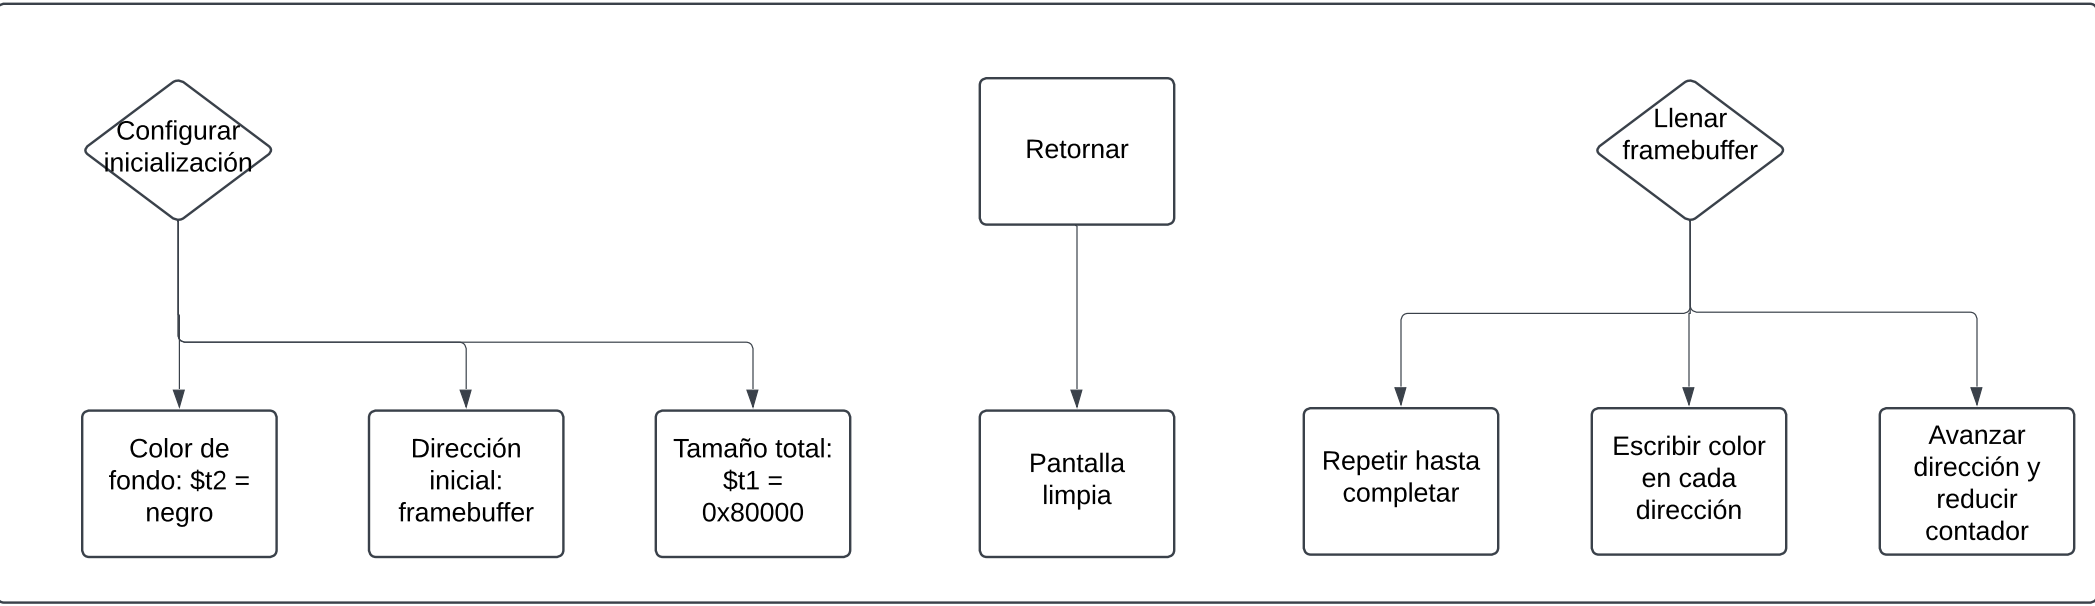 Configurar
inicialización
Retornar
Llenar
framebuffer
Color de
fondo: $t2 =
negro
Dirección
inicial:
framebuffer
Tamaño total:
$t1 =
0x80000
Pantalla
limpia
Repetir hasta
completar
Escribir color
en cada
dirección
Avanzar
dirección y
reducir
contador